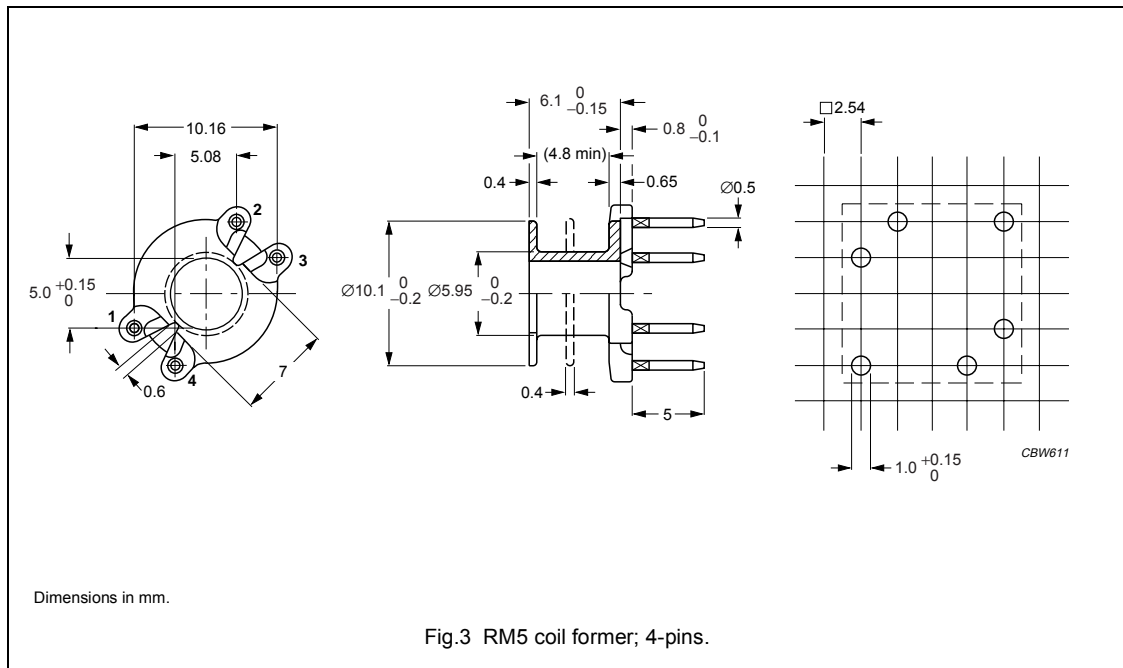 10.16
5.08
2
3
5.0 +0.15 0
1
4
0.6
7
6.1 0 −0.15
0.8 0 −0.1
(4.8 min)
0.4
0.65
∅0.5
∅10.1 0 −0.2
∅5.95 0 −0.2
0.4
5
□2.54
1.0 +0.15 0
CBW611
Dimensions in mm.
Fig.3 RM5 coil former; 4-pins.